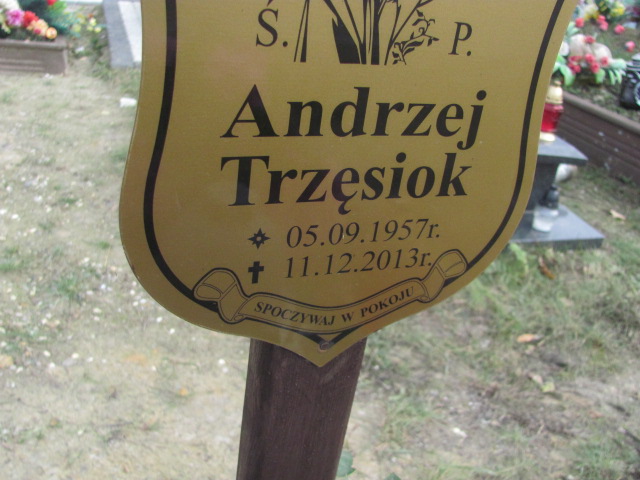 Ś. P.
Andrzej
Trzęsiok
05.09.1957r.
11.12.2013r.
SPOCZYWAJ W POKOJU